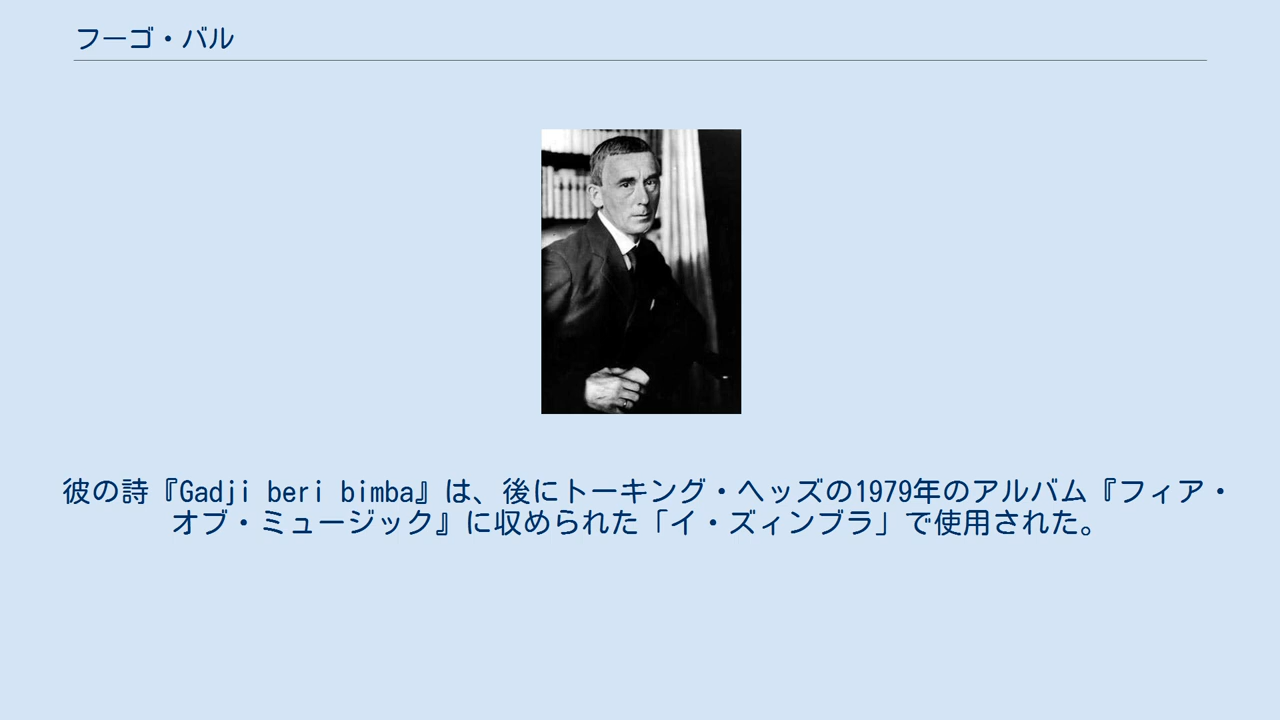 フーゴ・バル
彼の詩『Gadji beri bimba』は、後にトーキング・ヘッズの1979年のアルバム『フィア・
オブ・ミュージック』に収められた「イ・ズィンブラ」で使用された。